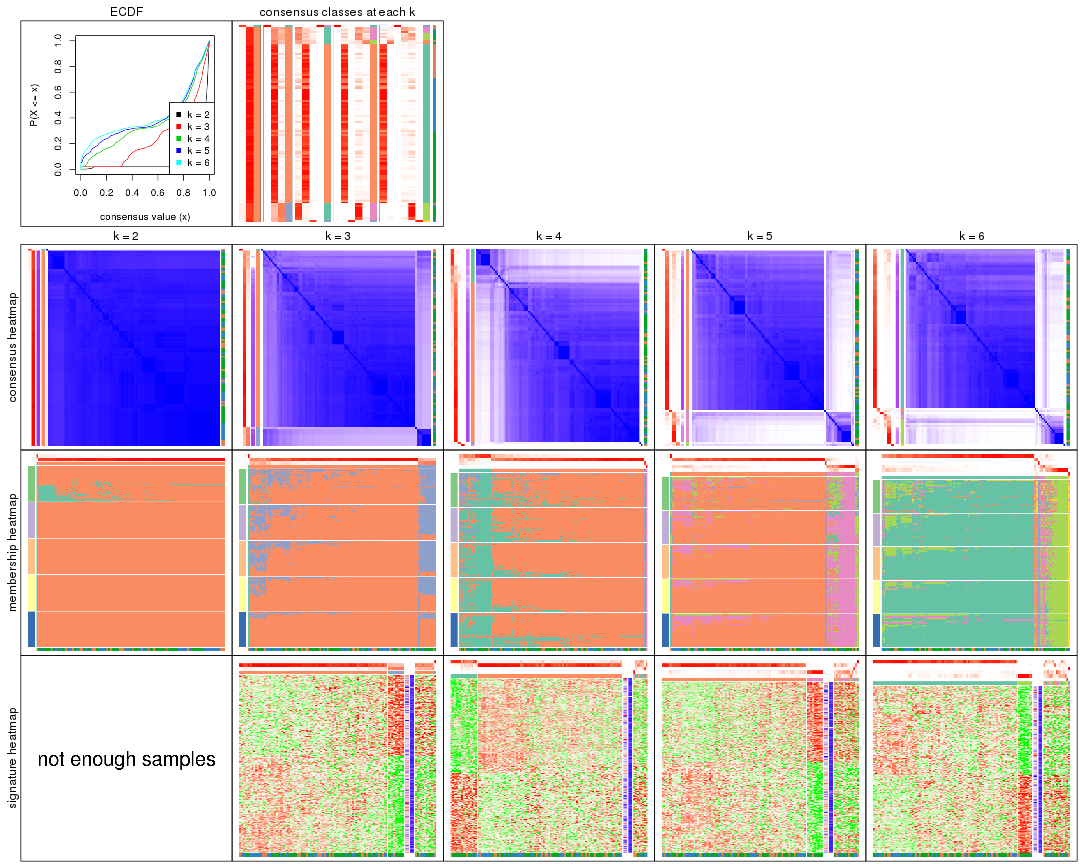 ECDF
consensus classes at each k
P(X <= x)
0.0 0.2 0.4 0.6 0.8 1.0
k = 2
k = 3
k = 4
k = 5
k = 6
0.0 0.2 0.4 0.6 0.8 1.0
consensus value (x)
k = 2
k = 3
k = 4
k = 5
k = 6
consensus heatmap
membership heatmap
signature heatmap
not enough samples